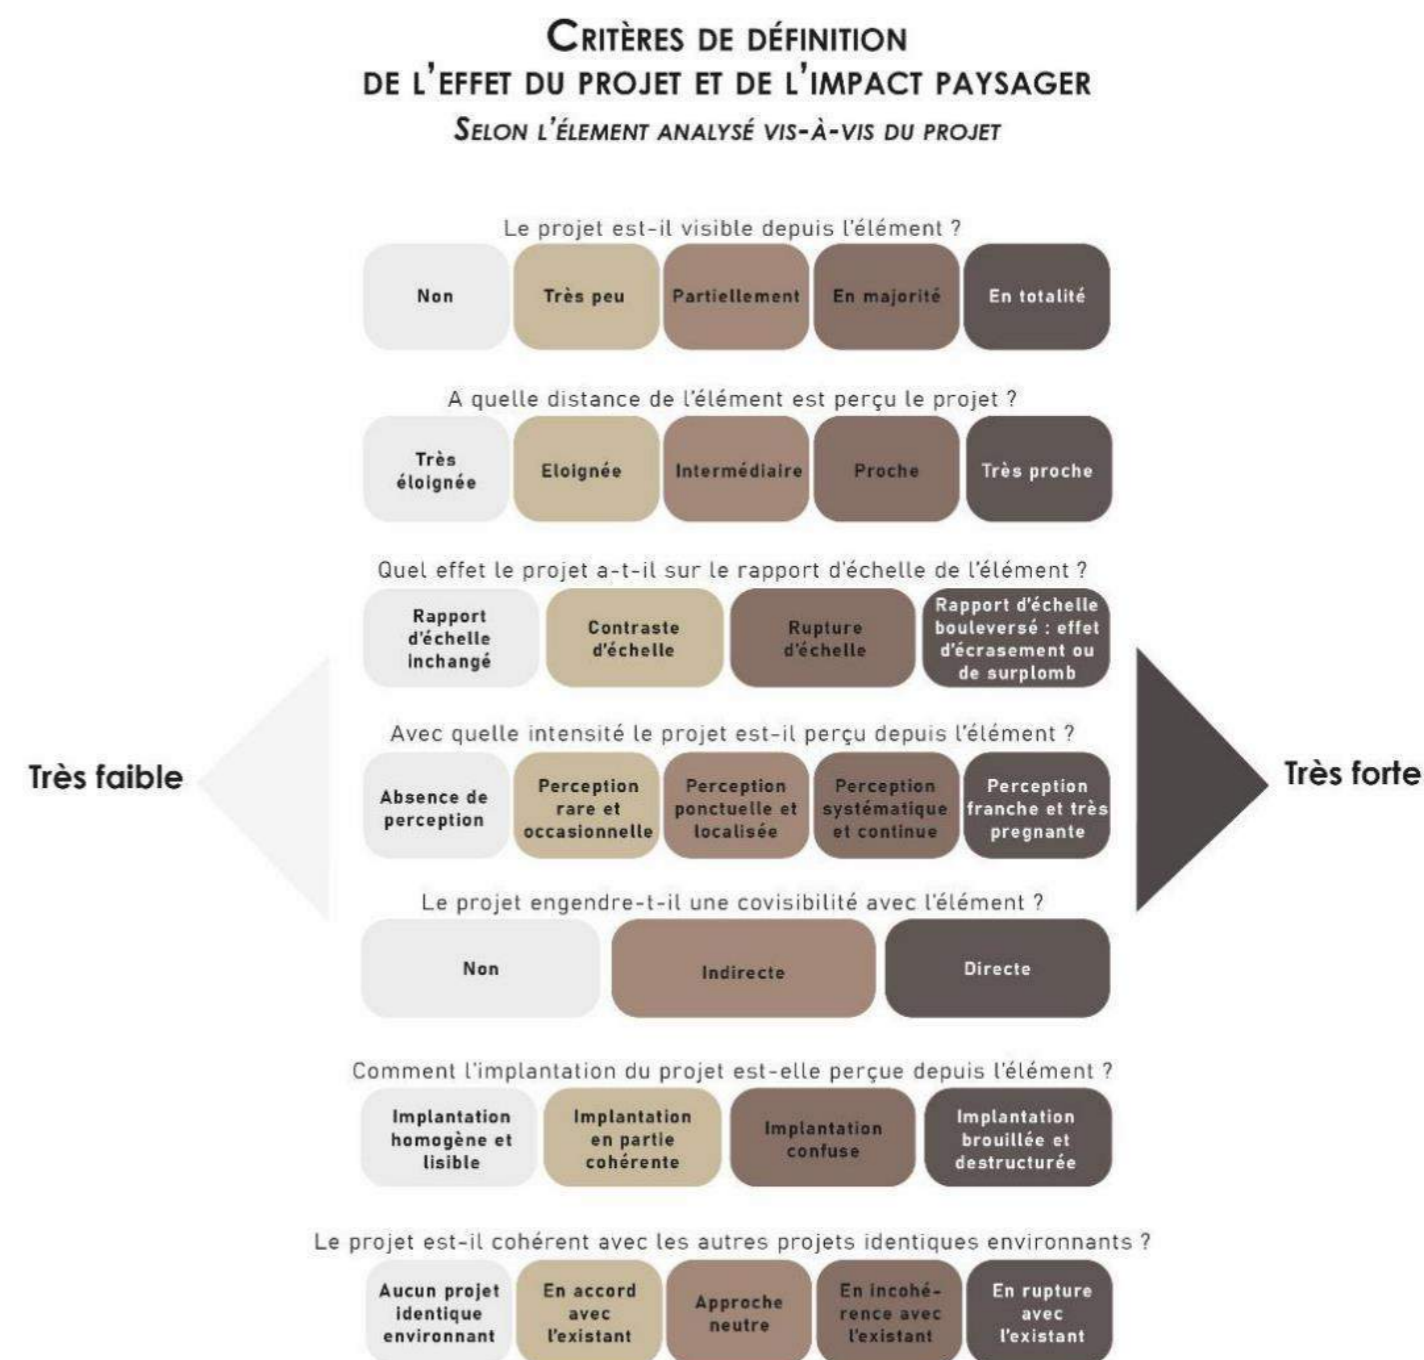 CRITÈRES DE DÉFINITION
DE L'EFFET DU PROJET ET DE L'IMPACT PAYSAGER
SELON L'ÉLEMENT ANALYSÉ VIS-À-VIS DU PROJET
Le projet est-il visible depuis l'élément ?
Non
Très peu
Partiellement
En majorité
En totalité
A quelle distance de l'élément est perçu le projet ?
Très
éloignée
Eloignée
Intermédiaire
Proche
Très proche
Quel effet le projet a-t-il sur le rapport d'échelle de l'élément ?
Rapport
d'échelle
inchangé
Contraste
d'échelle
Rupture
d'échelle
Rapport d'échelle
bouleversé : effet
d'écrasement ou
de surplomb
Avec quelle intensité le projet est-il perçu depuis l'élément ?
Très faible
Absence de
perception
Perception
rare et
occasionnelle
Perception
ponctuelle et
localisée
Perception
systématique
et continue
Perception
franche et très
pregnante
Très forte
Le projet engendre-t-il une covisibilité avec l'élément ?
Non
Indirecte
Directe
Comment l'implantation du projet est-elle perçue depuis l'élément ?
Implantation
homogène et
lisible
Implantation
en partie
cohérente
Implantation
confuse
Implantation
brouillée et
destructurée
Le projet est-il cohérent avec les autres projets identiques environnants ?
Aucun projet
identique
environnant
En accord
avec
l'existant
Approche
neutre
En incohé-
rence avec
l'existant
En rupture
avec
l'existant